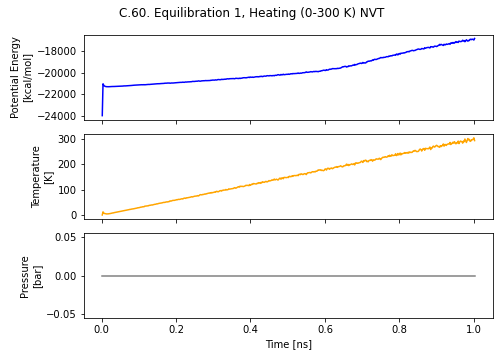 C.60. Equilibration 1, Heating (0-300 K) NVT
Potential Energy
[kcal/mol]
−18000
−20000
−22000
−24000
Temperature
[K]
300
200
100
0
Pressure
[bar]
0.05
0.00
−0.05
0.0 0.2 0.4 0.6 0.8 1.0
Time [ns]